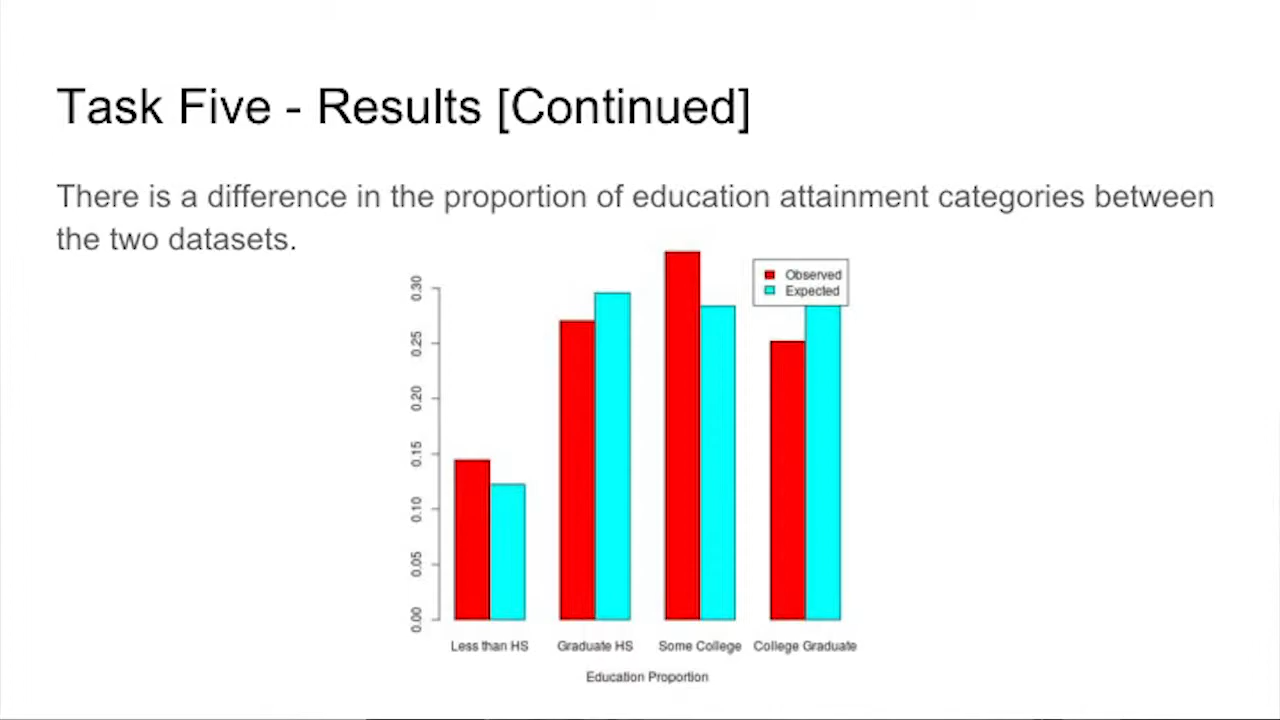 Task Five - Results [Continued]
There is a difference in the proportion of education attainment categories between
the two datasets.
Observed
Expected
0.30
0.25
0.20
0.15
0.10
0.05
0.00
Less than HS
Graduate HS
Some College
College Graduate
Education Proportion